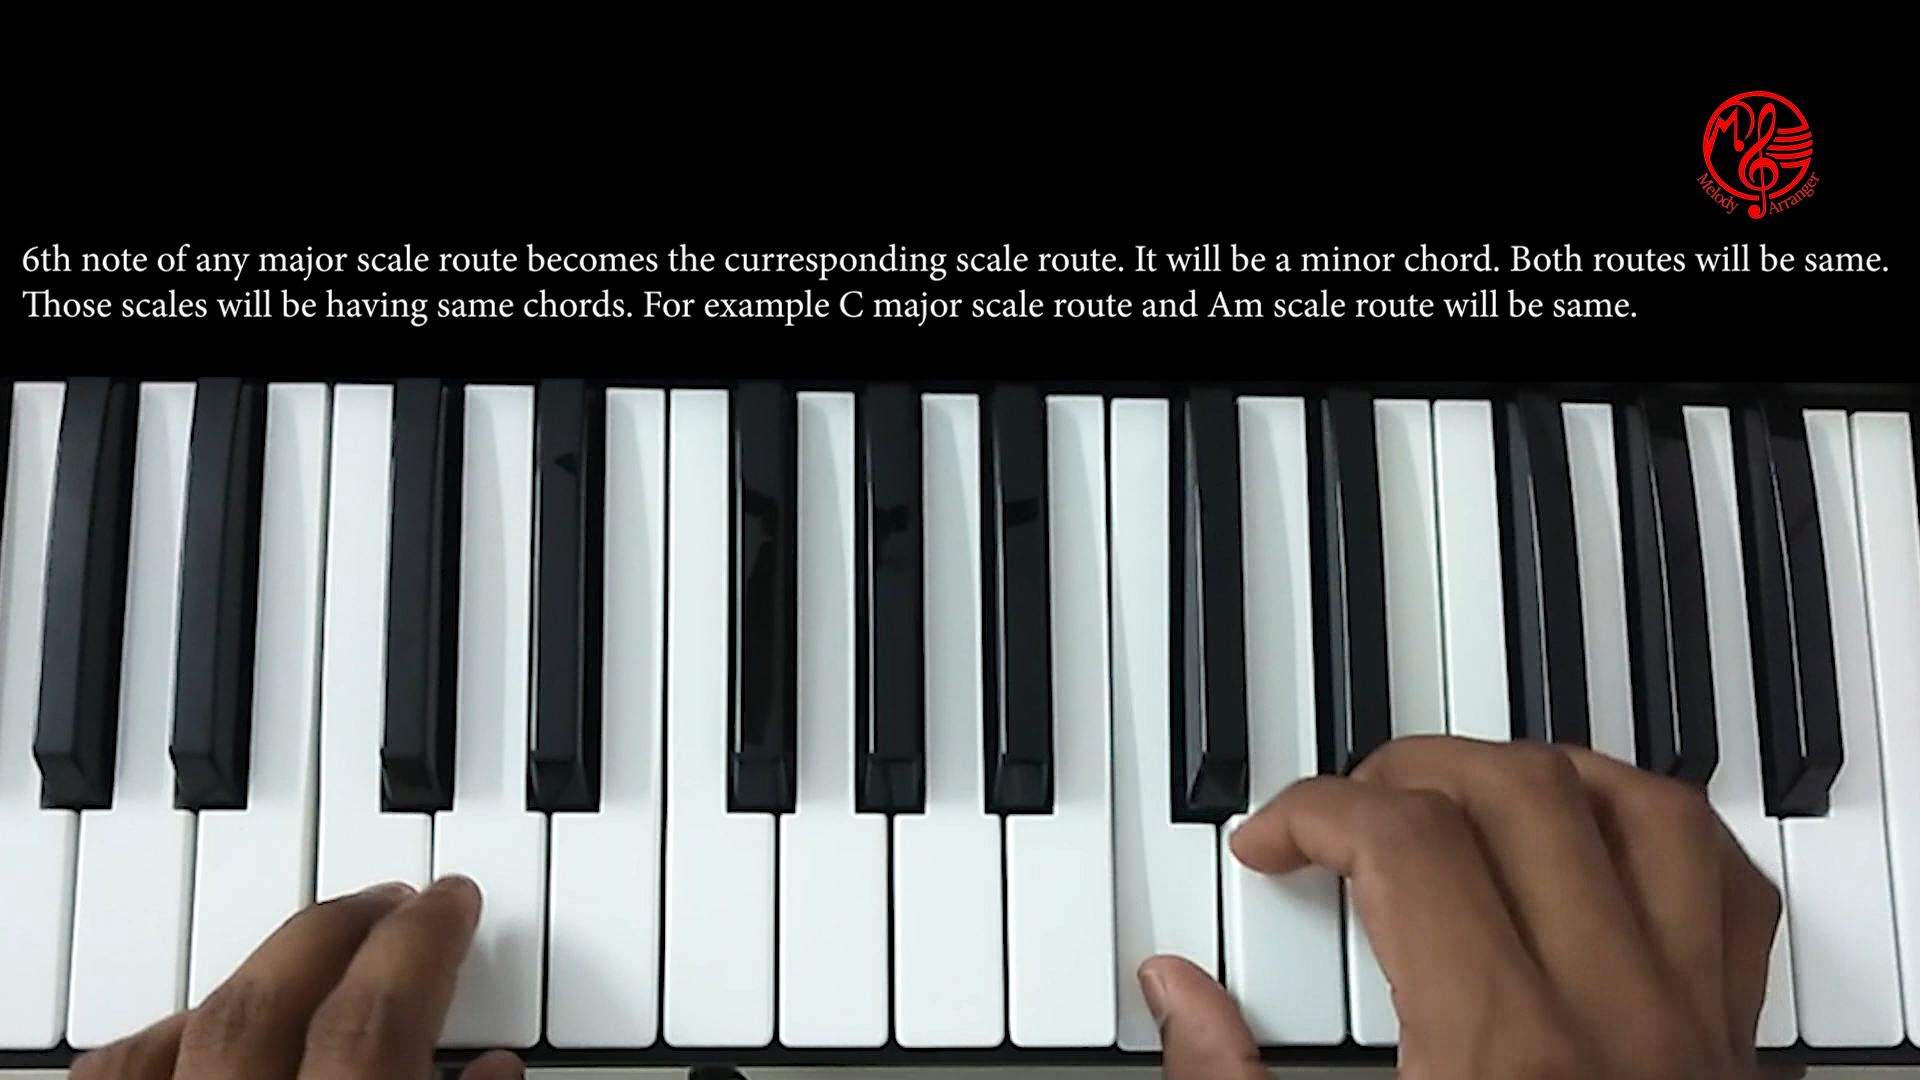 Melody Arranger
6th note of any major scale route becomes the curresponding scale route. It will be a minor chord. Both routes will be same.
Those scales will be having same chords. For example C major scale route and Am scale route will be same.